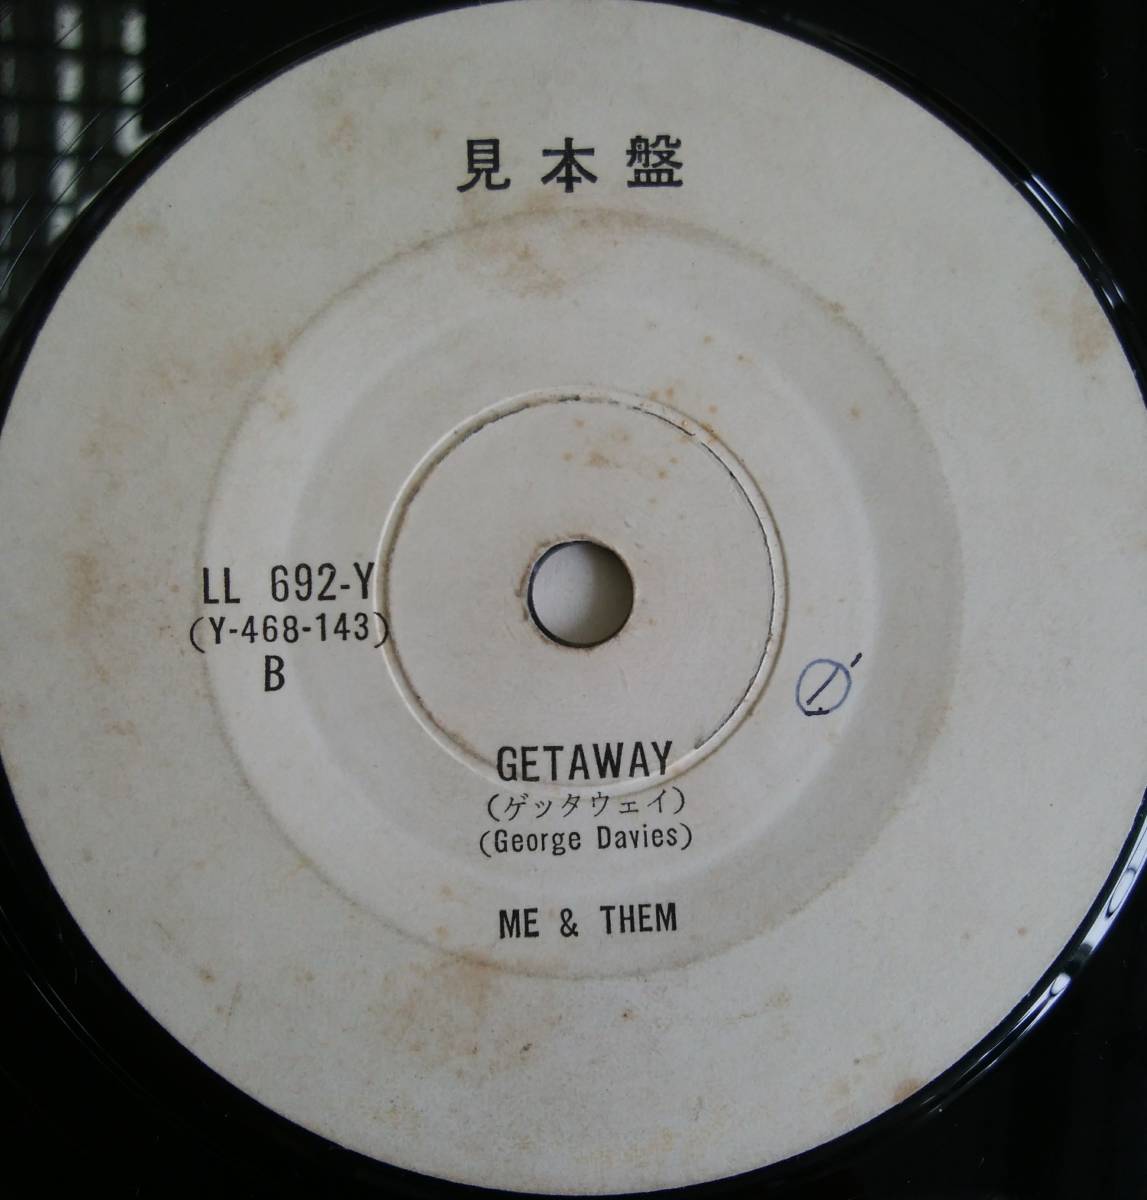 見本盤
LL 692-Y
(Y-468-143)
B
GETAWAY
(ゲッタウェイ)
(George Davies)
ME & THEM